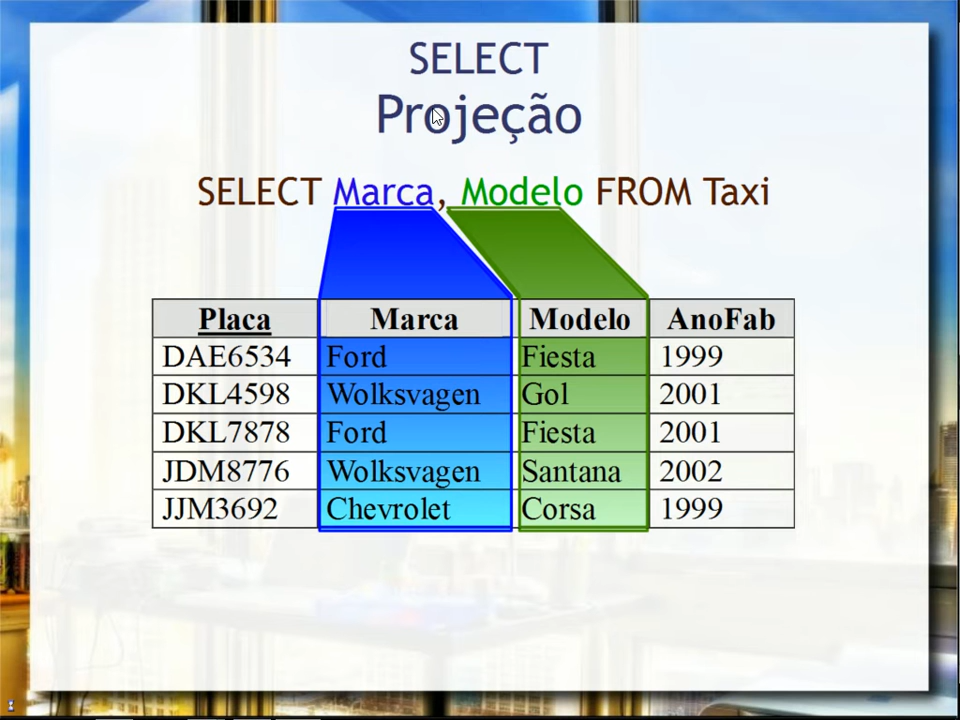 SELECT
Projeção
SELECT Marca, Modelo FROM Taxi
Placa Marca Modelo AnoFab
DAE6534 Ford Fiesta 1999
DKL4598 Wolksvagen Gol 2001
DKL7878 Ford Fiesta 2001
JDM8776 Wolksvagen Santana 2002
JJM3692 Chevrolet Corsa 1999